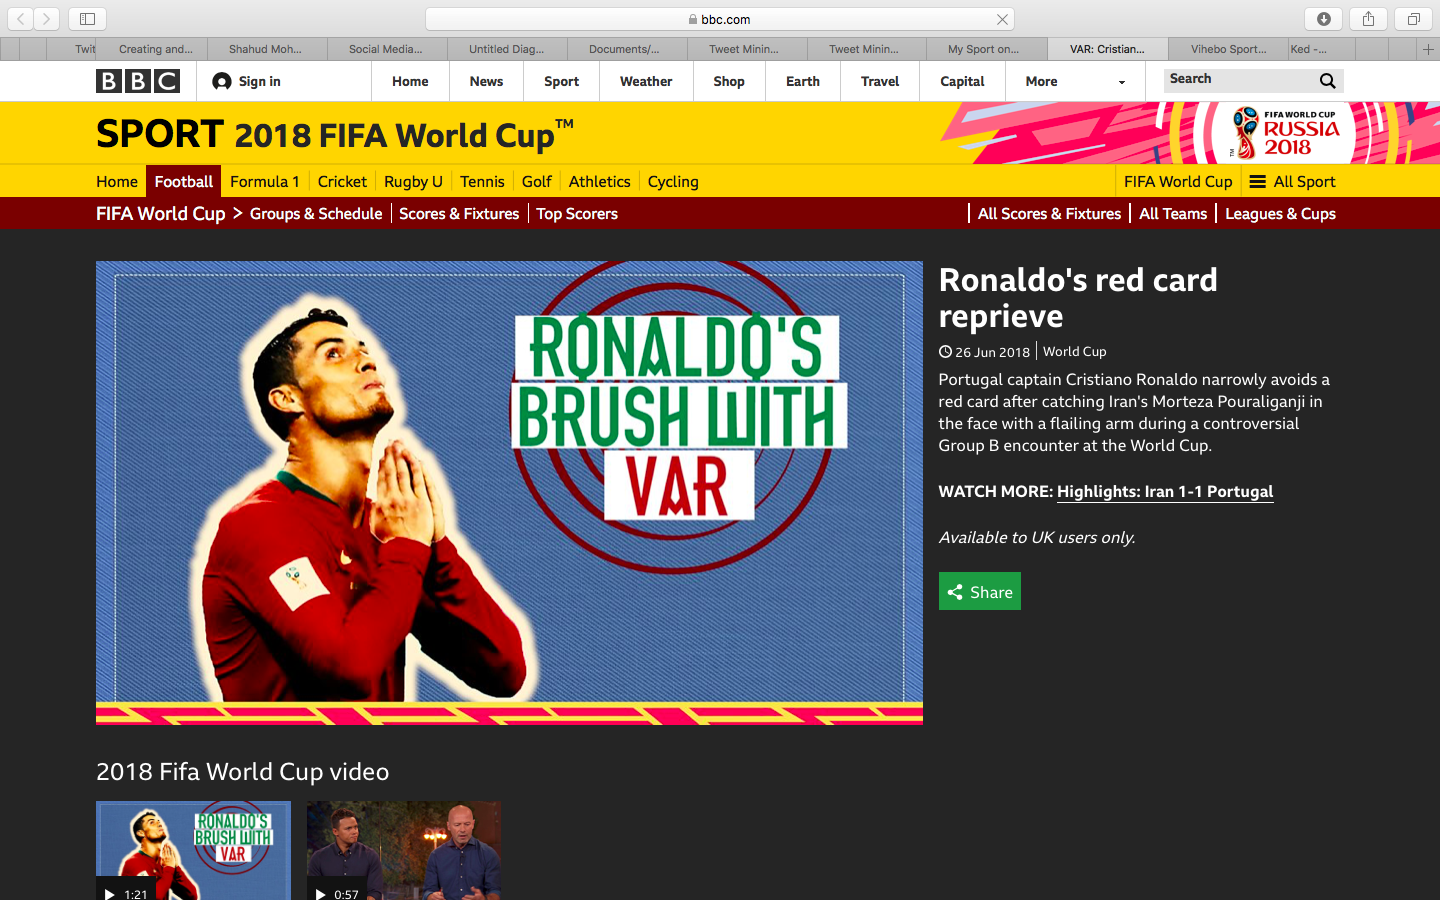 bbc.com
Twit
Creating and...
Shahud Moh...
Social Media...
Untitled Diag...
Documents/...
Tweet Minin...
Tweet Minin...
My Sport on...
VAR: Cristian...
Vihebo Sport...
Ked -...
BBC
Sign in
Home
News
Sport
Weather
Shop
Earth
Travel
Capital
More
Search
SPORT 2018 FIFA World Cup™
FIFA WORLD CUP
RUSSIA
2018
TM
Home
Football
Formula 1
Cricket
Rugby U
Tennis
Golf
Athletics
Cycling
FIFA World Cup
All Sport
FIFA World Cup > Groups & Schedule
Scores & Fixtures
Top Scorers
All Scores & Fixtures
All Teams
Leagues & Cups
RONALDO'S
BRUSH WITH
VAR
Ronaldo's red card
reprieve
26 Jun 2018
World Cup
Portugal captain Cristiano Ronaldo narrowly avoids a
red card after catching Iran's Morteza Pouraliganji in
the face with a flailing arm during a controversial
Group B encounter at the World Cup.
WATCH MORE: Highlights: Iran 1-1 Portugal
Available to UK users only.
Share
2018 Fifa World Cup video
RONALDO'S
BRUSH WITH
VAR
1:21
0:57